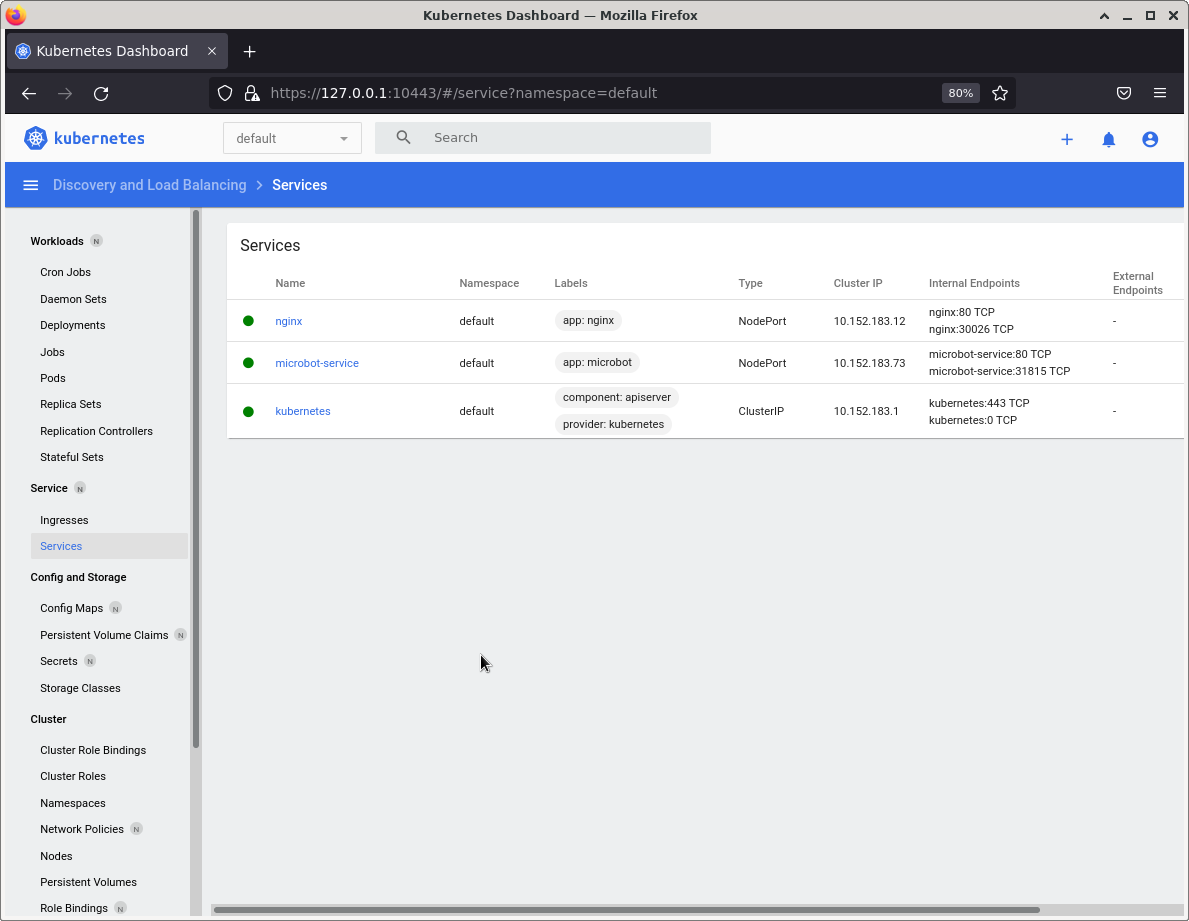 Kubernetes Dashboard — Mozilla Firefox
Kubernetes Dashboard
https://127.0.0.1:10443/#/service?namespace=default
80%
kubernetes
default
Search
Discovery and Load Balancing > Services
Workloads N
Cron Jobs
Daemon Sets
Deployments
Jobs
Pods
Replica Sets
Replication Controllers
Stateful Sets
Service N
Ingresses
Services
Config and Storage
Config Maps N
Persistent Volume Claims N
Secrets N
Storage Classes
Cluster
Cluster Role Bindings
Cluster Roles
Namespaces
Network Policies N
Nodes
Persistent Volumes
Role Bindings N
Services
Name Namespace Labels Type Cluster IP Internal Endpoints External
Endpoints
nginx default app: nginx NodePort 10.152.183.12 nginx:80 TCP -
nginx:30026 TCP
microbot-service default app: microbot NodePort 10.152.183.73 microbot-service:80 TCP -
microbot-service:31815 TCP
kubernetes default component: apiserver ClusterIP 10.152.183.1 kubernetes:443 TCP -
provider: kubernetes kubernetes:0 TCP